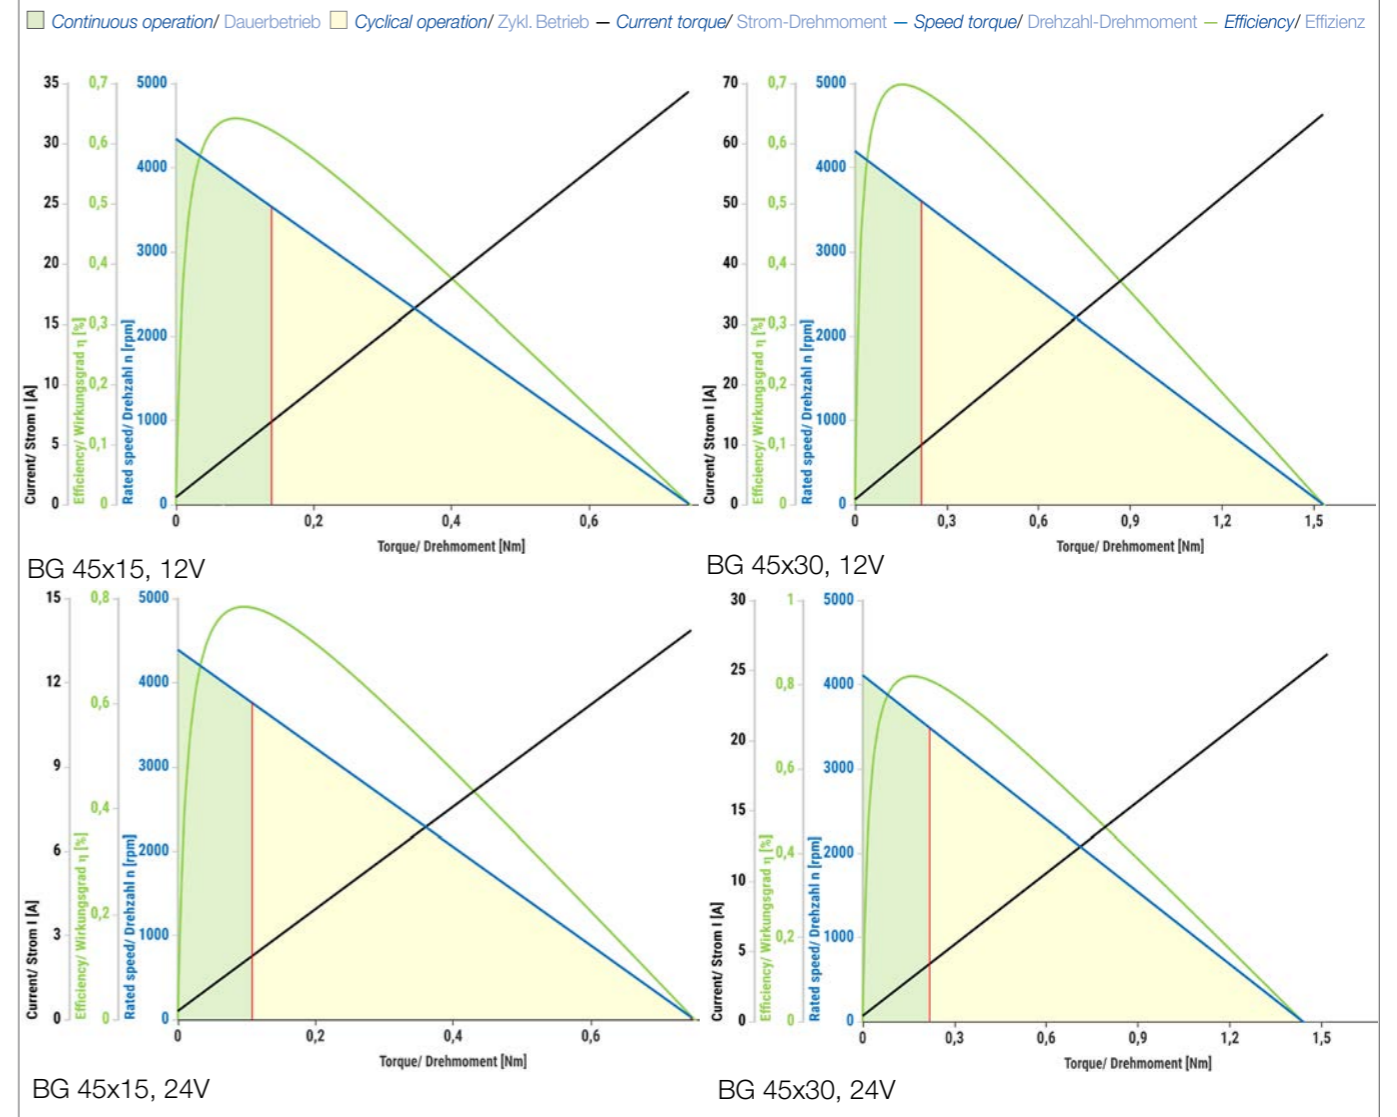 Continuous operation/ Dauerbetrieb Cyclical operation/ Zykl. Betrieb — Current torque/ Strom-Drehmoment — Speed torque/ Drehzahl-Drehmoment — Efficiency/ Effizienz
35 0,7 5000
30 0,6 4000
25 0,5 3000
20 0,4
15 0,3 2000
10 0,2 1000
5 0,1
0 0 0
Current/ Strom I [A]
Efficiency/ Wirkungsgrad η [%]
Rated speed/ Drehzahl n [rpm]
0 0,2 0,4 0,6
Torque/ Drehmoment [Nm]
BG 45x15, 12V
70 0,7 5000
60 0,6 4000
50 0,5 3000
40 0,4
30 0,3 2000
20 0,2 1000
10 0,1
0 0 0
Current/ Strom I [A]
Efficiency/ Wirkungsgrad η [%]
Rated speed/ Drehzahl n [rpm]
0 0,3 0,6 0,9 1,2 1,5
Torque/ Drehmoment [Nm]
BG 45x30, 12V
15 0,8 5000
12 0,6 4000
9 3000
6 0,4 2000
3 0,2 1000
0 0 0
Current/ Strom I [A]
Efficiency/ Wirkungsgrad η [%]
Rated speed/ Drehzahl n [rpm]
0 0,2 0,4 0,6
Torque/ Drehmoment [Nm]
BG 45x15, 24V
30 1 5000
25 0,8 4000
20 0,6 3000
15
10 0,4 2000
5 0,2 1000
0 0 0
Current/ Strom I [A]
Efficiency/ Wirkungsgrad η [%]
Rated speed/ Drehzahl n [rpm]
0 0,3 0,6 0,9 1,2 1,5
Torque/ Drehmoment [Nm]
BG 45x30, 24V